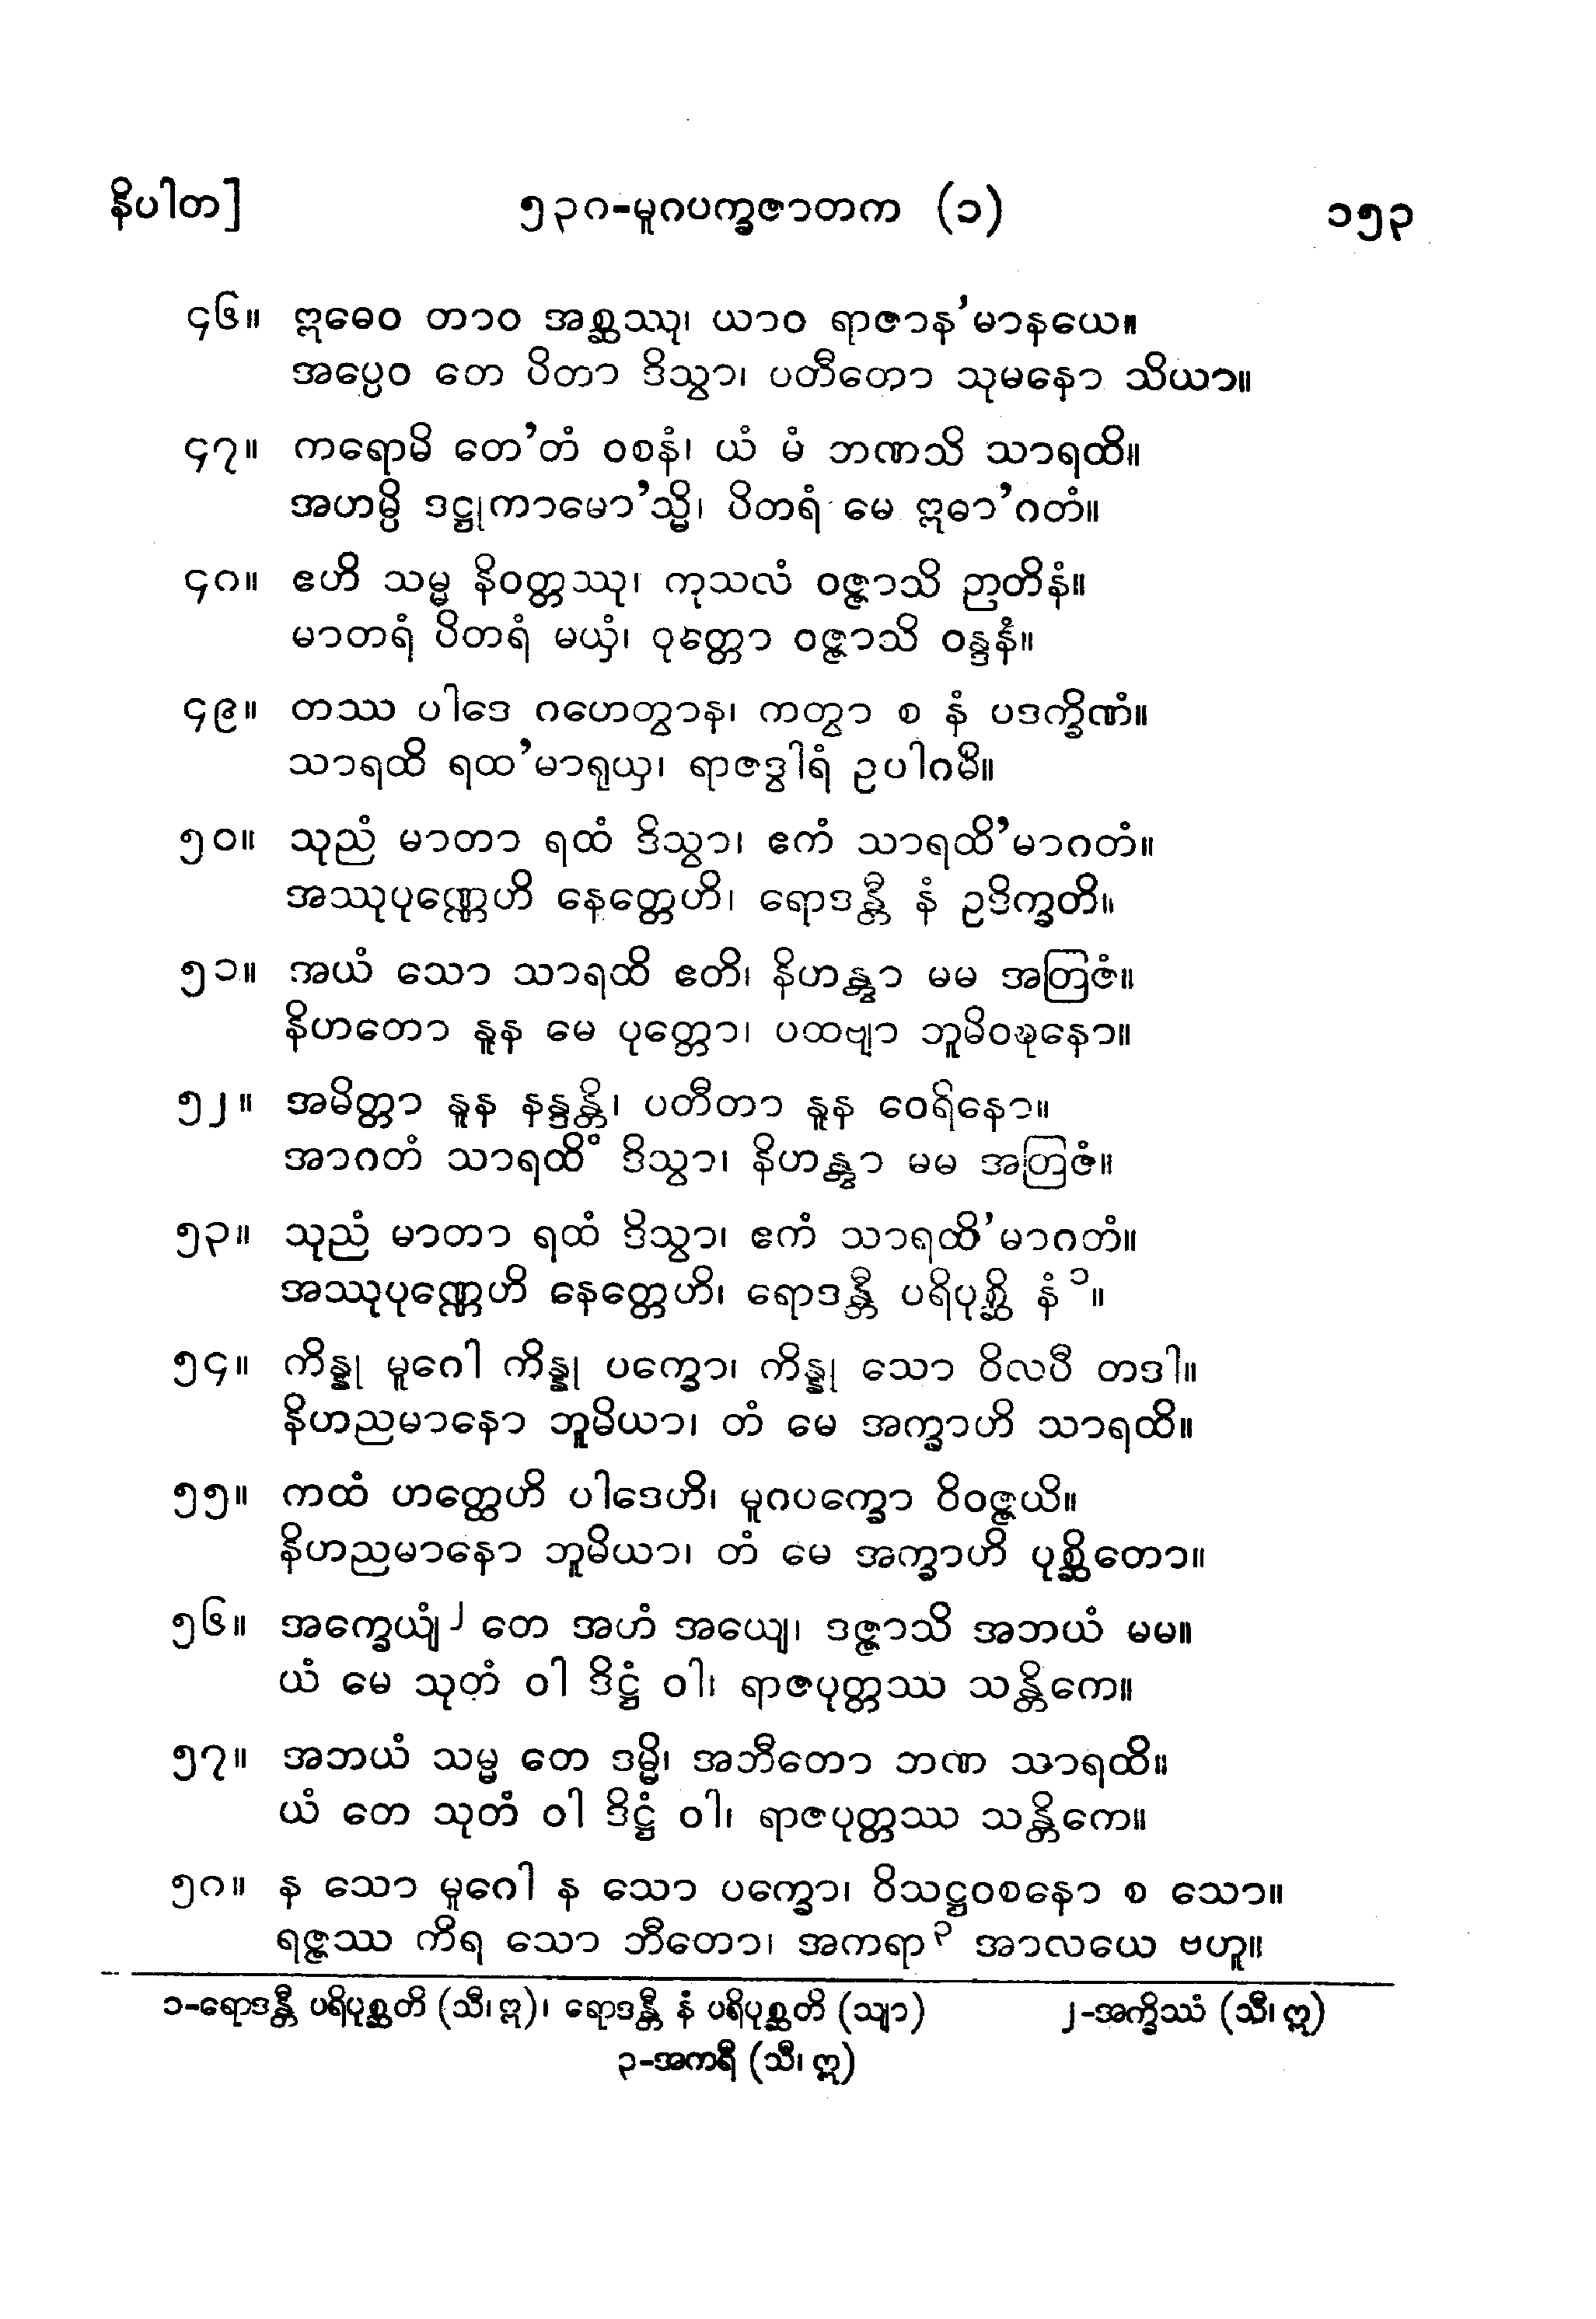 နိပါတ]
၅၃၈-မူဂပက္ခဇာတက (၁)
၁၅၃
၄၆။ ဣဓေဝ တာဝ အစ္ဆဿု၊ ယာဝ ရာဇာန’မာနယေ။
အပ္ပေဝ တေ ပိတာ ဒိသွာ၊ ပတီတော သုမနော သိယာ။
၄၇။ ကရောမိ တေ’တံ ဝစနံ၊ ယံ မံ ဘဏသိ သာရထိ။
အဟမ္ပိ ဒဋ္ဌုကာမော’သ္မိ၊ ပိတရံ မေ ဣဓာ’ဂတံ။
၄၈။ ဧဟိ သမ္မ နိဝတ္တဿု၊ ကုသလံ ဝဇ္ဇာသိ ဉာတိနံ။
မာတရံ ပိတရံ မယှံ၊ ဝုတ္တော ဝဇ္ဇာသိ ဝန္ဒနံ။
၄၉။ တဿ ပါဒေ ဂဟေတွာန၊ ကတွာ စ နံ ပဒက္ခိဏံ။
သာရထိ ရထ’မာရုယှ၊ ရာဇဒွါရံ ဥပါဂမိ။
၅၀။ သုညံ မာတာ ရထံ ဒိသွာ၊ ဧကံ သာရထိ’မာဂတံ။
အဿုပုဏ္ဏေဟိ နေတ္တေဟိ၊ ရောဒန္တီ နံ ဥဒိက္ခတိ။
၅၁။ အယံ သော သာရထိ ဧတိ၊ နိဟန္တွာ မမ အတြဇံ။
နိဟတော နူန မေ ပုတ္တော၊ ပထဗျာ ဘူမိဝဍ္ဎနော။
၅၂။ အမိတ္တာ နူန နန္ဒန္တိ၊ ပတီတာ နူန ဝေရိနော။
အာဂတံ သာရထိံ ဒိသွာ၊ နိဟန္တွာ မမ အတြဇံ။
၅၃။ သုညံ မာတာ ရထံ ဒိသွာ၊ ဧကံ သာရထိ’မာဂတံ။
အဿုပုဏ္ဏေဟိ နေတ္တေဟိ၊ ရောဒန္တီ ပရိပုစ္ဆိ နံ ၁။
၅၄။ ကိန္နု မူဂေါ ကိန္နု ပက္ခော၊ ကိန္နု သော ဝိလပီ တဒါ။
နိဟညမာနော ဘူမိယာ၊ တံ မေ အက္ခာဟိ သာရထိ။
၅၅။ ကထံ ဟတ္ထေဟိ ပါဒေဟိ၊ မူဂပက္ခော ဝိဝဇ္ဇယိ။
နိဟညမာနော ဘူမိယာ၊ တံ မေ အက္ခာဟိ ပုစ္ဆိတော။
၅၆။ အက္ခေယျံ၂ တေ အဟံ အယျေ၊ ဒဇ္ဇာသိ အဘယံ မမ။
ယံ မေ သုတံ ဝါ ဒိဋ္ဌံ ဝါ၊ ရာဇပုတ္တဿ သန္တိကေ။
၅၇။ အဘယံ သမ္မ တေ ဒမ္မိ၊ အဘီတော ဘဏ သာရထိ။
ယံ တေ သုတံ ဝါ ဒိဋ္ဌံ ဝါ၊ ရာဇပုတ္တဿ သန္တိကေ။
၅၈။ န သော မူဂေါ န သော ပက္ခော၊ ဝိသဋ္ဌဝစနော စ သော။
ရဇ္ဇဿ ကိရ သော ဘီတော၊ အကရာ၃ အာလယေ ဗဟူ။
၁-ရောဒန္တီ ပရိပုစ္ဆတိ (သီ၊ ဣ)၊ ရောဒန္တီ နံ ပရိပုစ္ဆတိ (သျာ) ၂-အက္ခိဿံ (သီ၊ ဣ)
၃-အကရီ (သီ၊ ဣ)